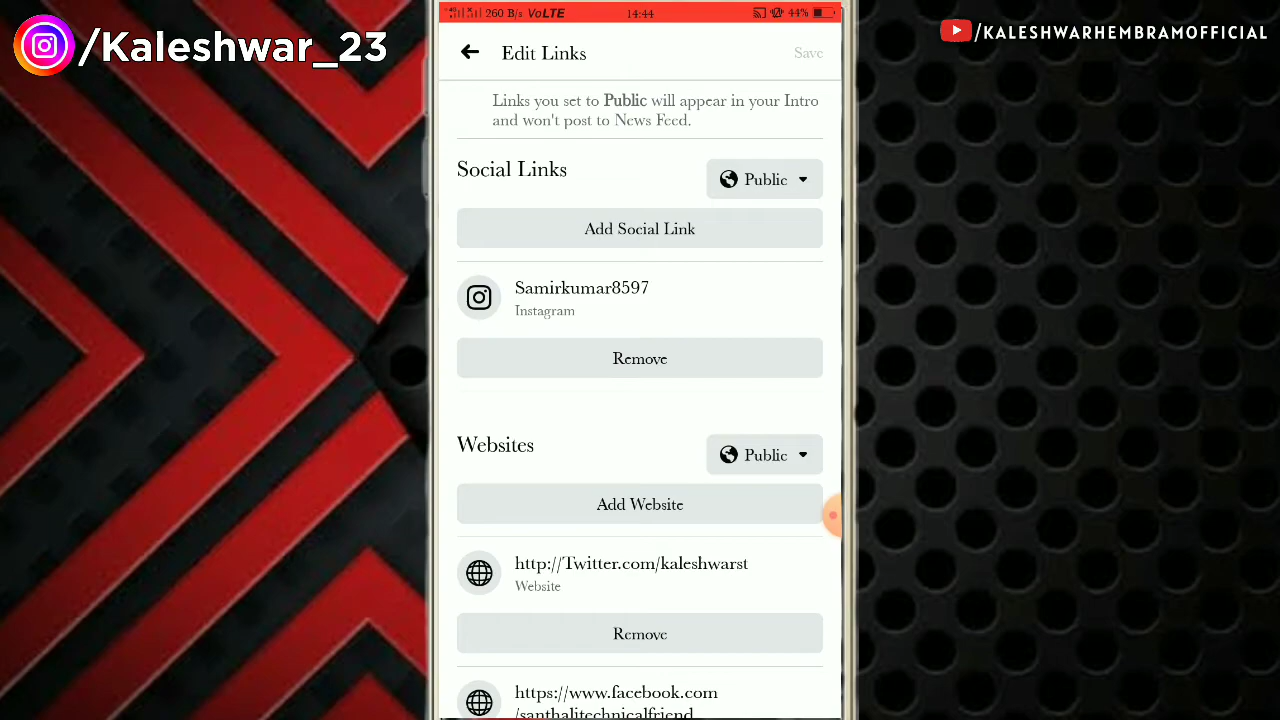 /Kaleshwar_23
/KALESHWARHEMBRAMOFFICIAL
260 B/s VoLTE 14:44 44%
Edit Links Save
Links you set to Public will appear in your Intro
and won't post to News Feed.
Social Links Public
Add Social Link
Samirkumar8597
Instagram
Remove
Websites Public
Add Website
http://Twitter.com/kaleshwarst
Website
Remove
https://www.facebook.com
/santhalitechnicalfriend